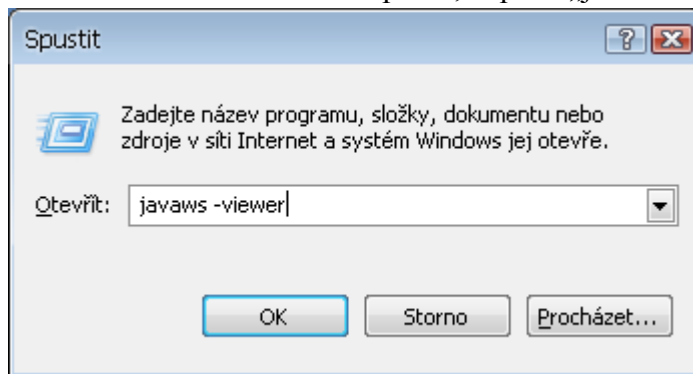 Spustit
Zadejte název programu, složky, dokumentu nebo
zdroje v síti Internet a systém Windows jej otevře.
Otevřít: javaws -viewer
OK Storno Procházet...